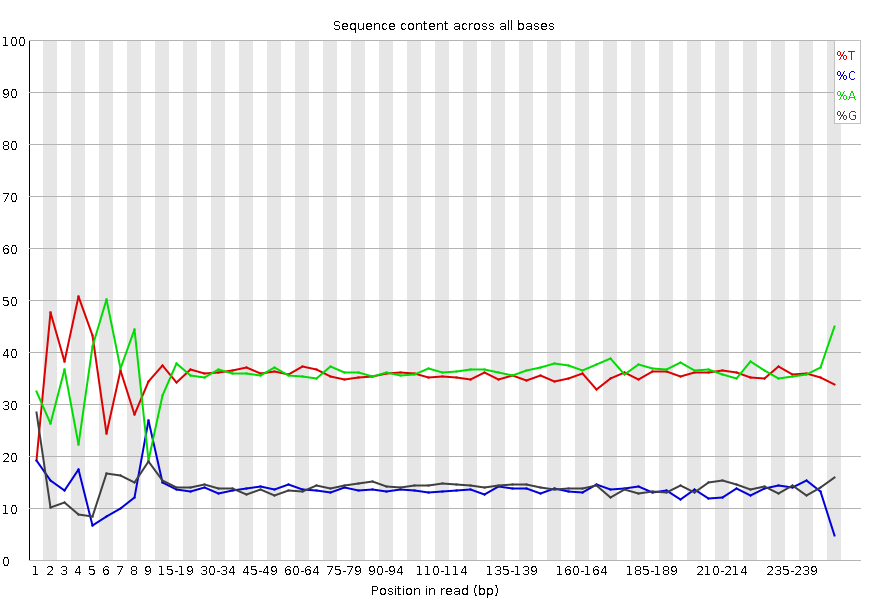 Sequence content across all bases
100
90
80
70
60
50
40
30
20
10
0
%T
%C
%A
%G
1 2 3 4 5 6 7 8 9 15-19 30-34 45-49 60-64 75-79 90-94 110-114 135-139 160-164 185-189 210-214 235-239
Position in read (bp)